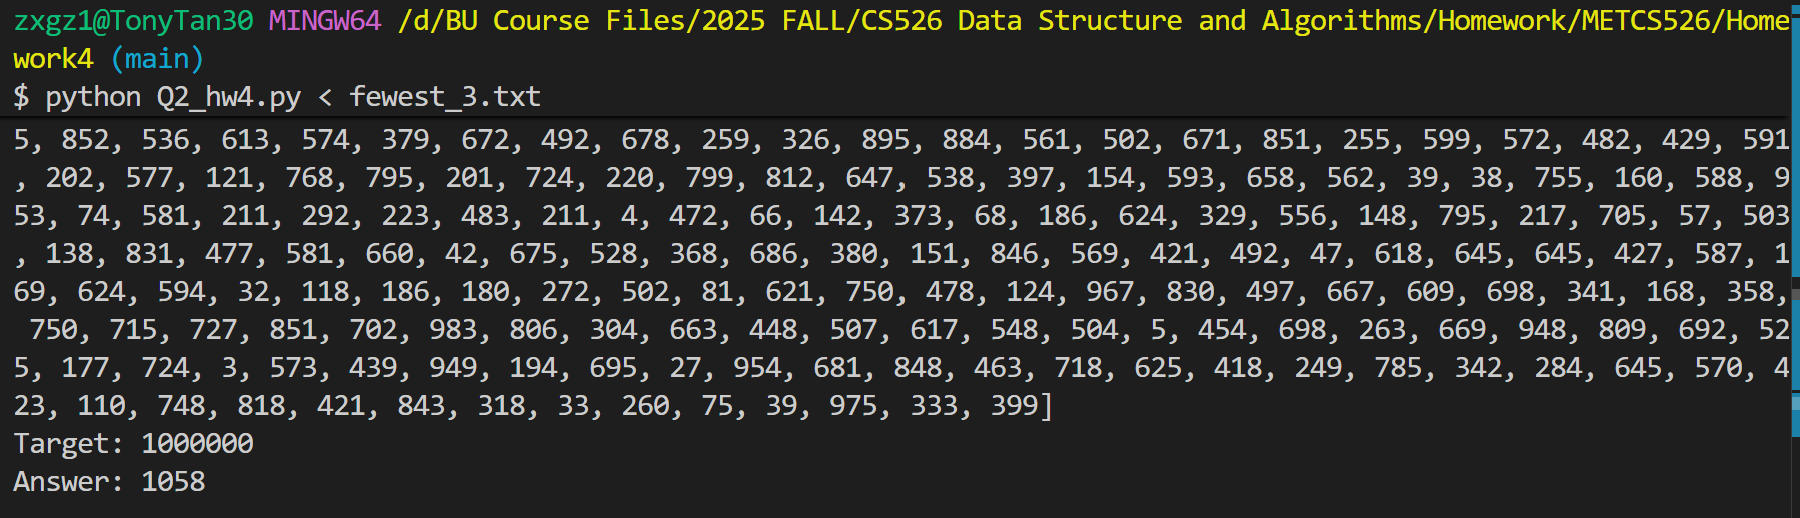 zxgz1@TonyTan30 MINGW64 /d/BU Course Files/2025 FALL/CS526 Data Structure and Algorithms/Homework/METCS526/Home
work4 (main)
$ python Q2_hw4.py < fewest_3.txt
5, 852, 536, 613, 574, 379, 672, 492, 678, 259, 326, 895, 884, 561, 502, 671, 851, 255, 599, 572, 482, 429, 591
, 202, 577, 121, 768, 795, 201, 724, 220, 799, 812, 647, 538, 397, 154, 593, 658, 562, 39, 38, 755, 160, 588, 9
53, 74, 581, 211, 292, 223, 483, 211, 4, 472, 66, 142, 373, 68, 186, 624, 329, 556, 148, 795, 217, 705, 57, 503
, 138, 831, 477, 581, 660, 42, 675, 528, 368, 686, 380, 151, 846, 569, 421, 492, 47, 618, 645, 645, 427, 587, 1
69, 624, 594, 32, 118, 186, 180, 272, 502, 81, 621, 750, 478, 124, 967, 830, 497, 667, 609, 698, 341, 168, 358,
 750, 715, 727, 851, 702, 983, 806, 304, 663, 448, 507, 617, 548, 504, 5, 454, 698, 263, 669, 948, 809, 692, 52
5, 177, 724, 3, 573, 439, 949, 194, 695, 27, 954, 681, 848, 463, 718, 625, 418, 249, 785, 342, 284, 645, 570, 4
23, 110, 748, 818, 421, 843, 318, 33, 260, 75, 39, 975, 333, 399]
Target: 1000000
Answer: 1058